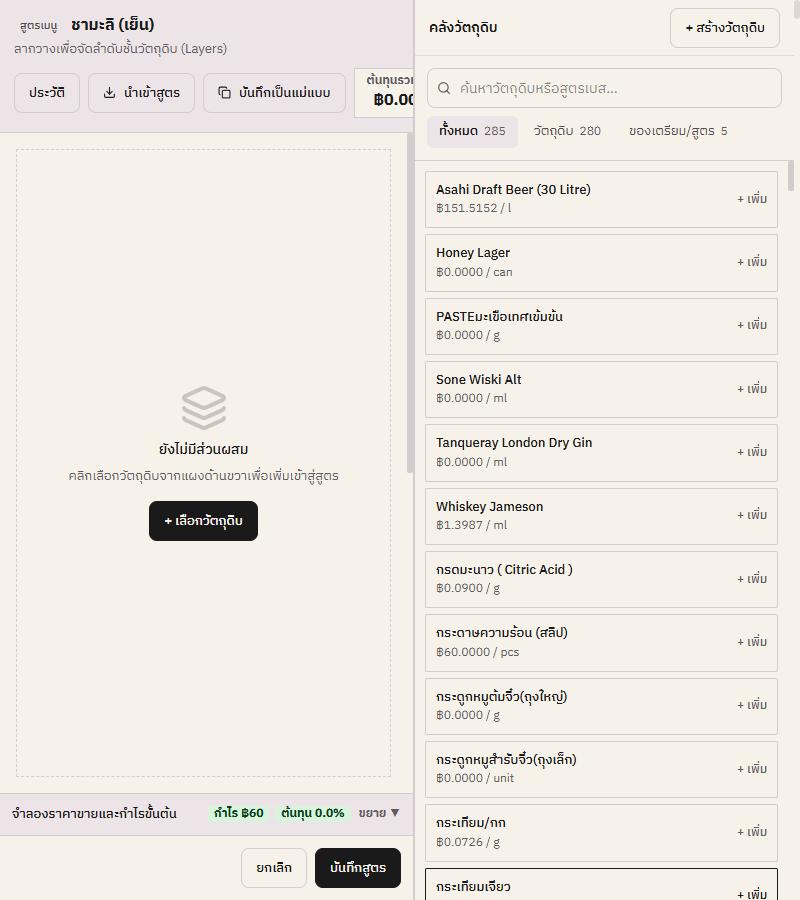 สูตรเมนู ชามะลิ (เย็น)
ลากวางเพื่อจัดลำดับชั้นวัตถุดิบ (Layers)
ประวัติ
นำเข้าสูตร
บันทึกเป็นแม่แบบ
ต้นทุนรวม
฿0.00
ยังไม่มีส่วนผสม
คลิกเลือกวัตถุดิบจากแผงด้านขวาเพื่อเพิ่มเข้าสู่สูตร
+ เลือกวัตถุดิบ
จำลองราคาขายและกำไรขั้นต้น กำไร ฿60 ต้นทุน 0.0% ขยาย ▼
ยกเลิก
บันทึกสูตร
คลังวัตถุดิบ
+ สร้างวัตถุดิบ
ค้นหาวัตถุดิบหรือสูตรเบส...
ทั้งหมด 285 วัตถุดิบ 280 ของเตรียม/สูตร 5
Asahi Draft Beer (30 Litre)
฿151.5152 / l
+ เพิ่ม
Honey Lager
฿0.0000 / can
+ เพิ่ม
PASTEมะเขือเทศเข้มข้น
฿0.0000 / g
+ เพิ่ม
Sone Wiski Alt
฿0.0000 / ml
+ เพิ่ม
Tanqueray London Dry Gin
฿0.0000 / ml
+ เพิ่ม
Whiskey Jameson
฿1.3987 / ml
+ เพิ่ม
กรดมะนาว ( Citric Acid )
฿0.0900 / g
+ เพิ่ม
กระดาษความร้อน (สลิป)
฿60.0000 / pcs
+ เพิ่ม
กระดูกหมูต้มจิ๋ว(ถุงใหญ่)
฿0.0000 / g
+ เพิ่ม
กระดูกหมูสำรับจิ๋ว(ถุงเล็ก)
฿0.0000 / unit
+ เพิ่ม
กระเทียม/กก
฿0.0726 / g
+ เพิ่ม
กระเทียมเจียว
+ เพิ่ม